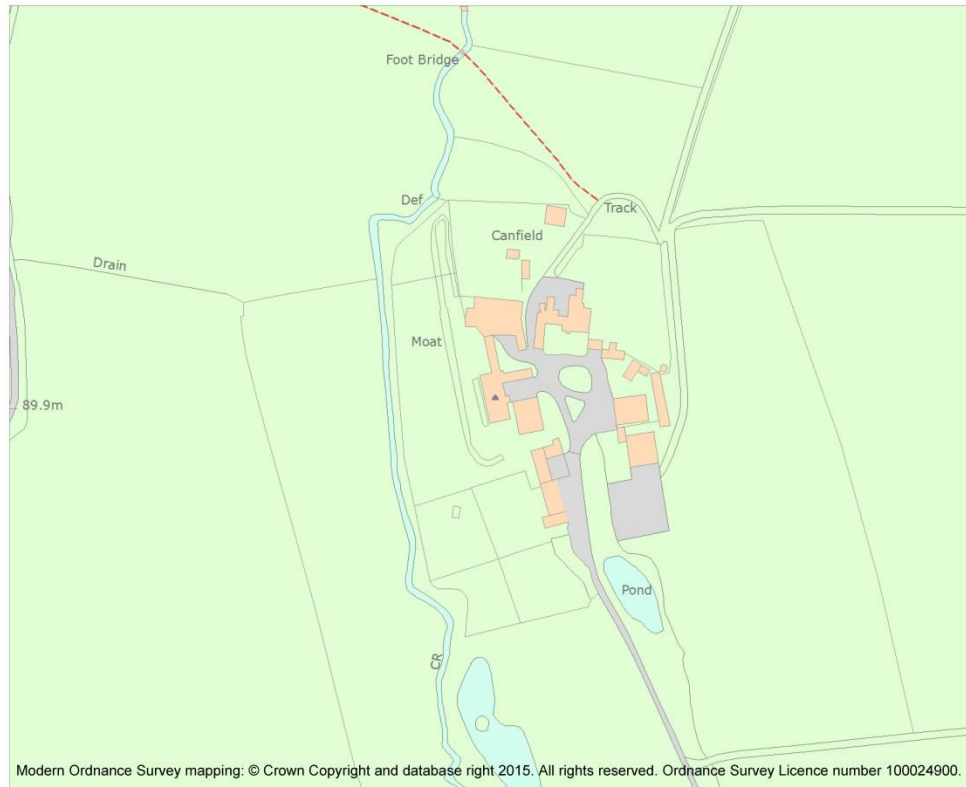 Foot Bridge
Def
Track
Canfield
Drain
Moat
89.9m
Pond
CR
Modern Ordnance Survey mapping: © Crown Copyright and database right 2015. All rights reserved. Ordnance Survey Licence number 100024900.